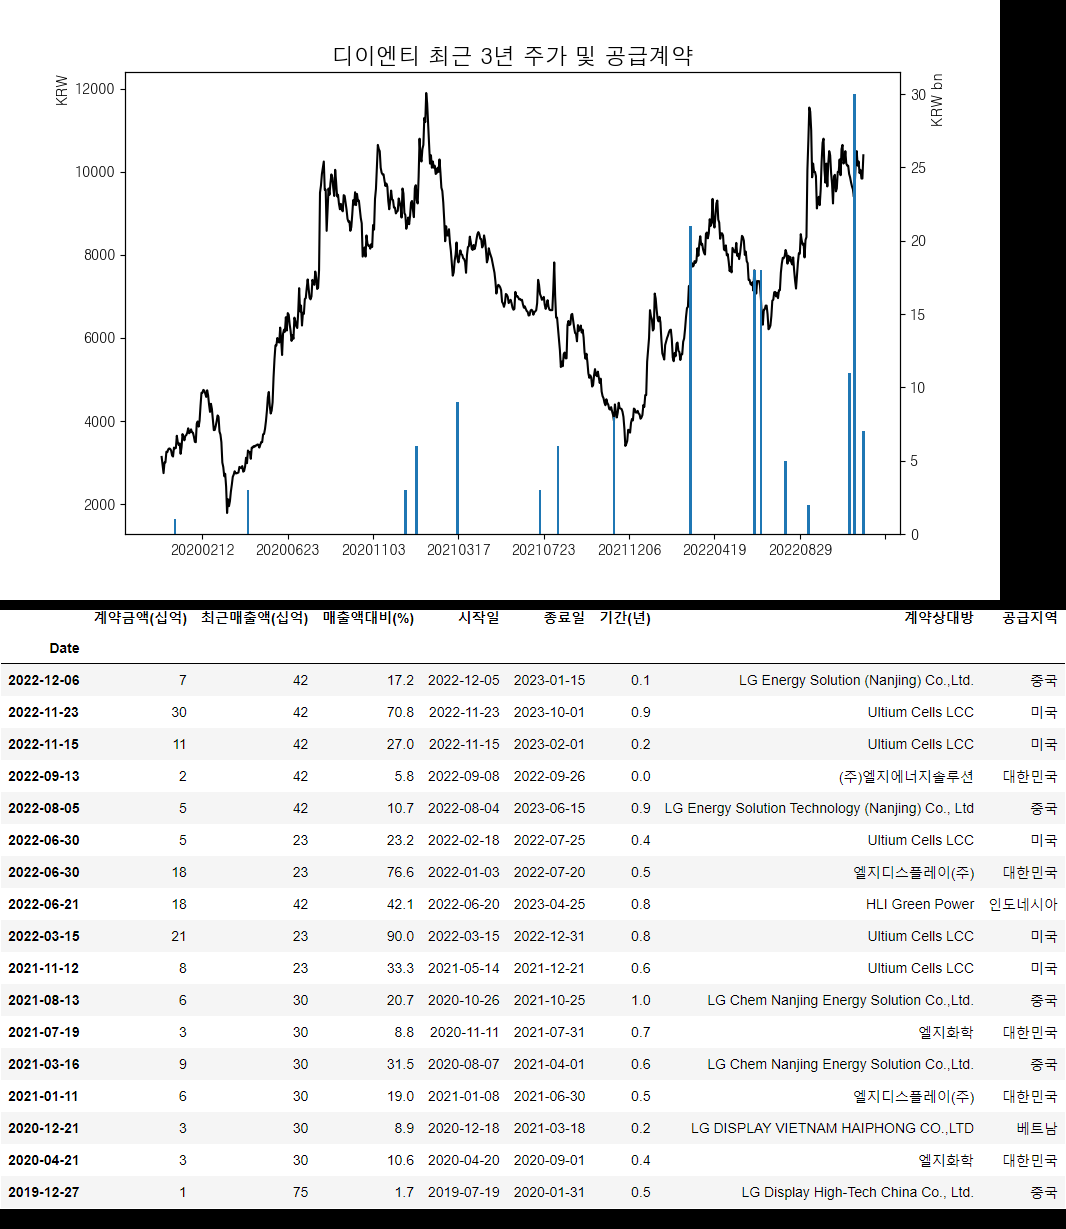 디이엔티 최근 3년 주가 및 공급계약
KRW
KRW bn
12000
10000
8000
6000
4000
2000
30
25
20
15
10
5
0
20200212 20200623 20201103 20210317 20210723 20211206 20220419 20220829
계약금액(십억) 최근매출액(십억) 매출액대비(%) 시작일 종료일 기간(년) 계약상대방 공급지역
Date
2022-12-06 7 42 17.2 2022-12-05 2023-01-15 0.1 LG Energy Solution (Nanjing) Co.,Ltd. 중국
2022-11-23 30 42 70.8 2022-11-23 2023-10-01 0.9 Ultium Cells LCC 미국
2022-11-15 11 42 27.0 2022-11-15 2023-02-01 0.2 Ultium Cells LCC 미국
2022-09-13 2 42 5.8 2022-09-08 2022-09-26 0.0 (주)엘지에너지솔루션 대한민국
2022-08-05 5 42 10.7 2022-08-04 2023-06-15 0.9 LG Energy Solution Technology (Nanjing) Co., Ltd 중국
2022-06-30 5 23 23.2 2022-02-18 2022-07-25 0.4 Ultium Cells LCC 미국
2022-06-30 18 23 76.6 2022-01-03 2022-07-20 0.5 엘지디스플레이(주) 대한민국
2022-06-21 18 42 42.1 2022-06-20 2023-04-25 0.8 HLI Green Power 인도네시아
2022-03-15 21 23 90.0 2022-03-15 2022-12-31 0.8 Ultium Cells LCC 미국
2021-11-12 8 23 33.3 2021-05-14 2021-12-21 0.6 Ultium Cells LCC 미국
2021-08-13 6 30 20.7 2020-10-26 2021-10-25 1.0 LG Chem Nanjing Energy Solution Co.,Ltd. 중국
2021-07-19 3 30 8.8 2020-11-11 2021-07-31 0.7 엘지화학 대한민국
2021-03-16 9 30 31.5 2020-08-07 2021-04-01 0.6 LG Chem Nanjing Energy Solution Co.,Ltd. 중국
2021-01-11 6 30 19.0 2021-01-08 2021-06-30 0.5 엘지디스플레이(주) 대한민국
2020-12-21 3 30 8.9 2020-12-18 2021-03-18 0.2 LG DISPLAY VIETNAM HAIPHONG CO.,LTD 베트남
2020-04-21 3 30 10.6 2020-04-20 2020-09-01 0.4 엘지화학 대한민국
2019-12-27 1 75 1.7 2019-07-19 2020-01-31 0.5 LG Display High-Tech China Co., Ltd. 중국